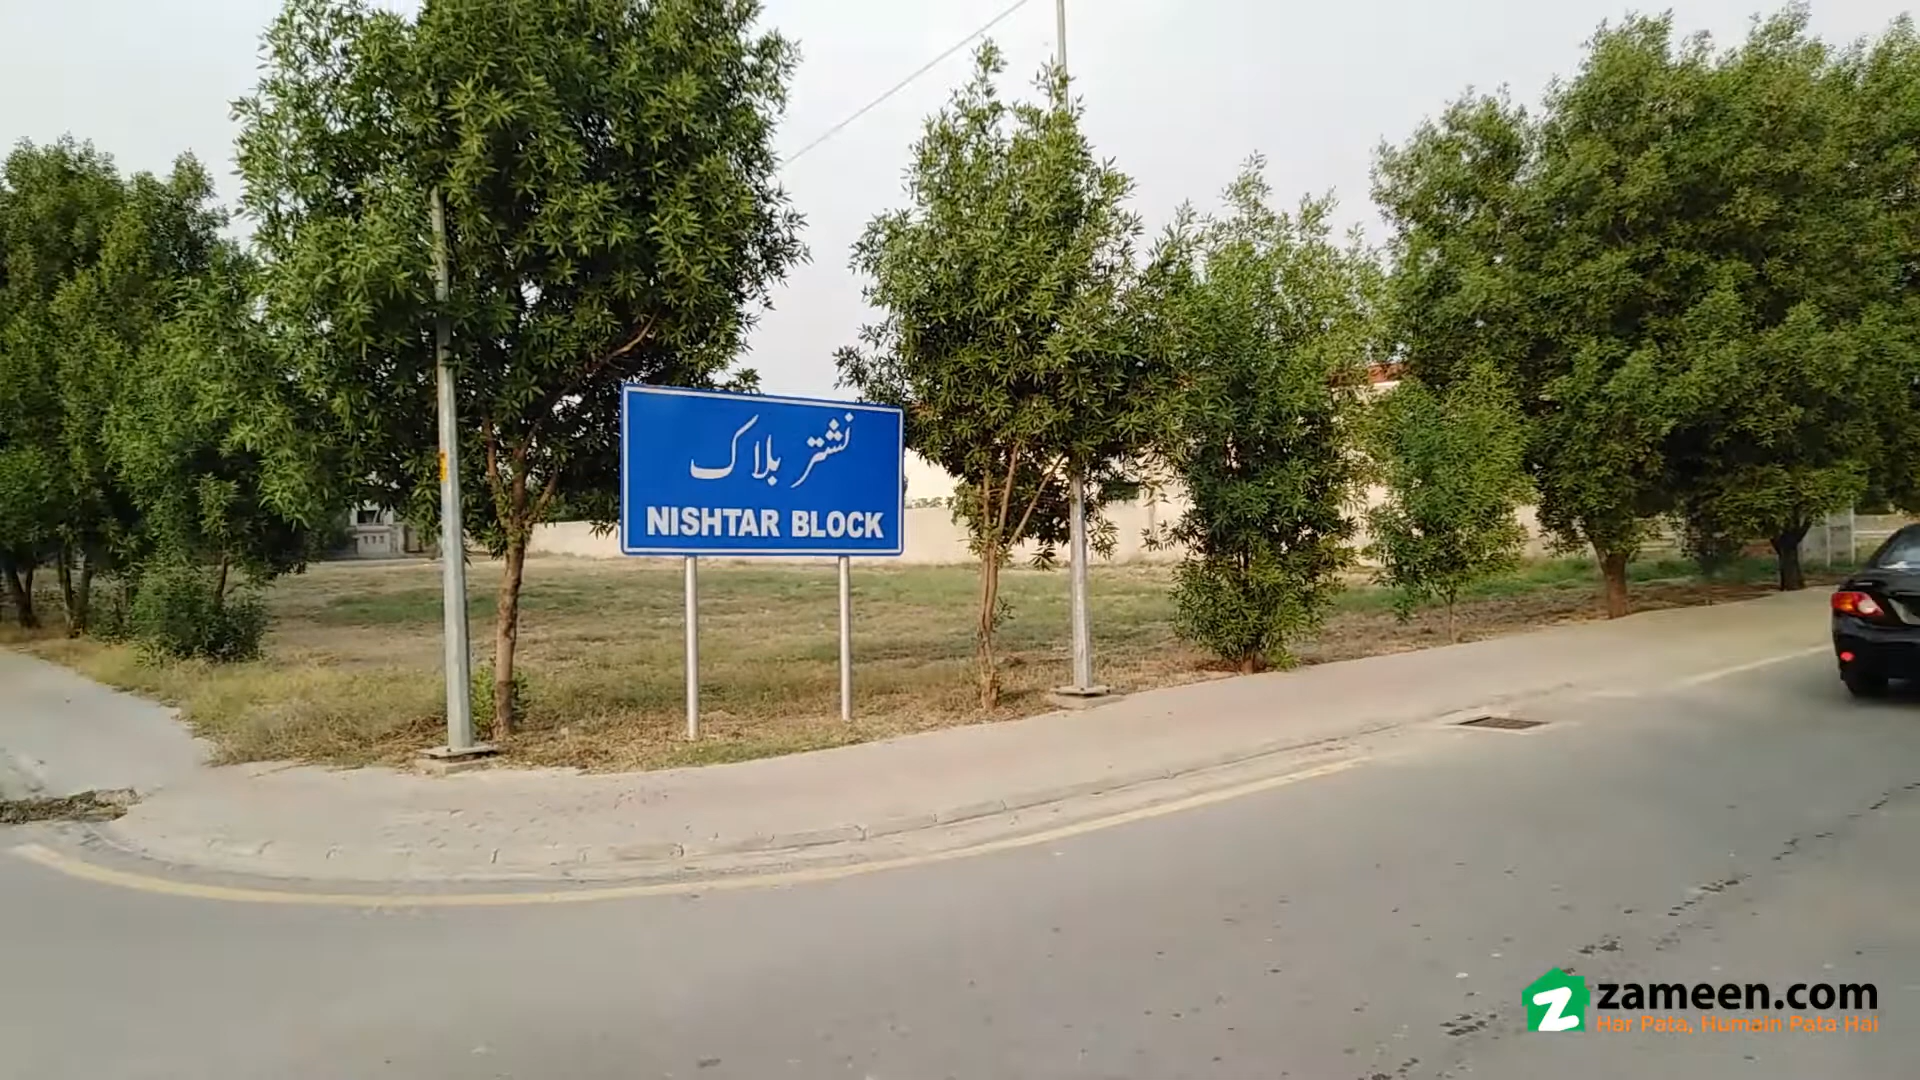 نشتر بلاک
NISHTAR BLOCK
zameen.com
Har Pata, Humain Pata Hai